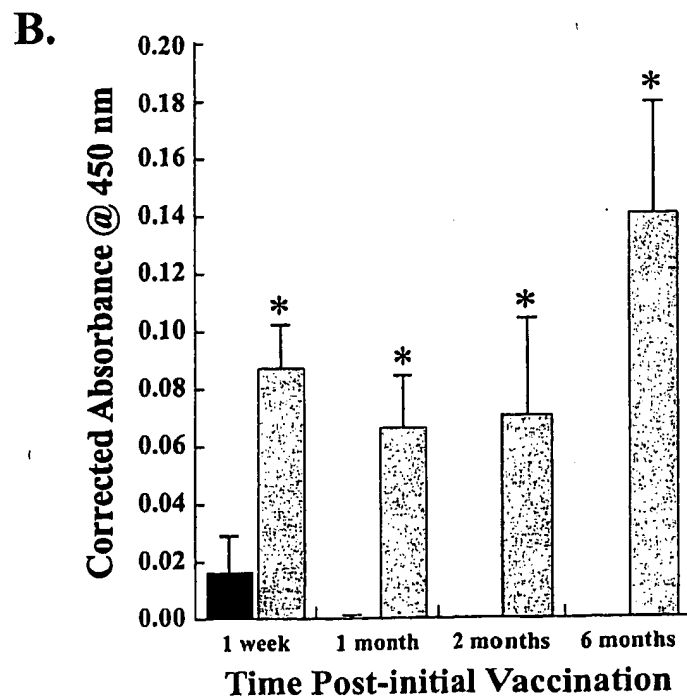 B.
Corrected Absorbance @ 450 nm
0.20
0.18
0.16
0.14
0.12
0.10
0.08
0.06
0.04
0.02
0.00
*
*
*
*
1 week
1 month
2 months
6 months
Time Post-initial Vaccination